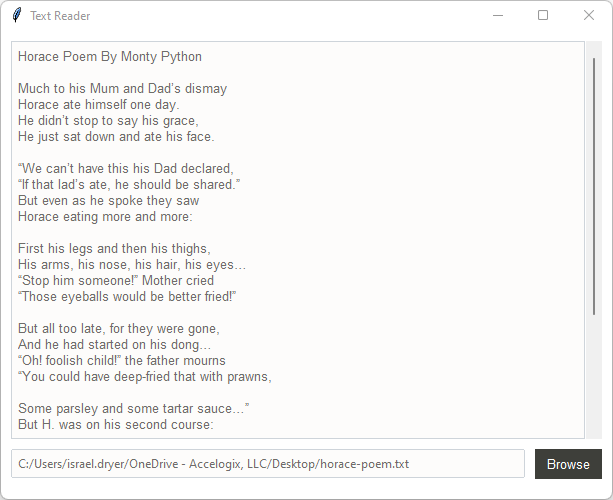 Text Reader
Horace Poem By Monty Python
Much to his Mum and Dad’s dismay
Horace ate himself one day.
He didn’t stop to say his grace,
He just sat down and ate his face.
“We can’t have this his Dad declared,
“If that lad’s ate, he should be shared.”
But even as he spoke they saw
Horace eating more and more:
First his legs and then his thighs,
His arms, his nose, his hair, his eyes…
“Stop him someone!” Mother cried
“Those eyeballs would be better fried!”
But all too late, for they were gone,
And he had started on his dong…
“Oh! foolish child!” the father mourns
“You could have deep-fried that with prawns,
Some parsley and some tartar sauce…”
But H. was on his second course:
C:/Users/israel.dryer/OneDrive - Accelogix, LLC/Desktop/horace-poem.txt
Browse